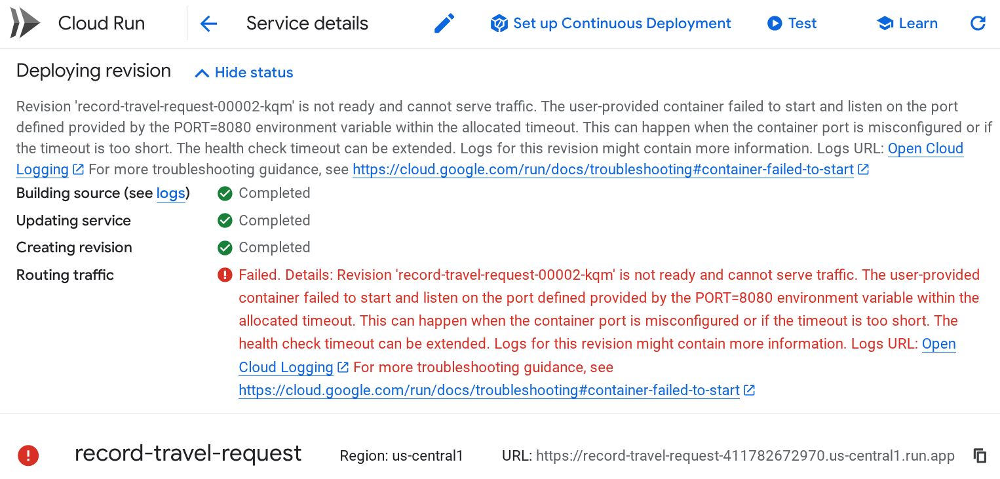 Cloud Run
Service details
Set up Continuous Deployment
Test
Learn
Deploying revision
Hide status
Revision 'record-travel-request-00002-kqm' is not ready and cannot serve traffic. The user-provided container failed to start and listen on the port
defined provided by the PORT=8080 environment variable within the allocated timeout. This can happen when the container port is misconfigured or if
the timeout is too short. The health check timeout can be extended. Logs for this revision might contain more information. Logs URL: Open Cloud
Logging For more troubleshooting guidance, see https://cloud.google.com/run/docs/troubleshooting#container-failed-to-start
Building source (see logs) Completed
Updating service Completed
Creating revision Completed
Routing traffic Failed. Details: Revision 'record-travel-request-00002-kqm' is not ready and cannot serve traffic. The user-provided
container failed to start and listen on the port defined provided by the PORT=8080 environment variable within the
allocated timeout. This can happen when the container port is misconfigured or if the timeout is too short. The
health check timeout can be extended. Logs for this revision might contain more information. Logs URL: Open
Cloud Logging For more troubleshooting guidance, see
https://cloud.google.com/run/docs/troubleshooting#container-failed-to-start
record-travel-request
Region: us-central1
URL: https://record-travel-request-411782672970.us-central1.run.app